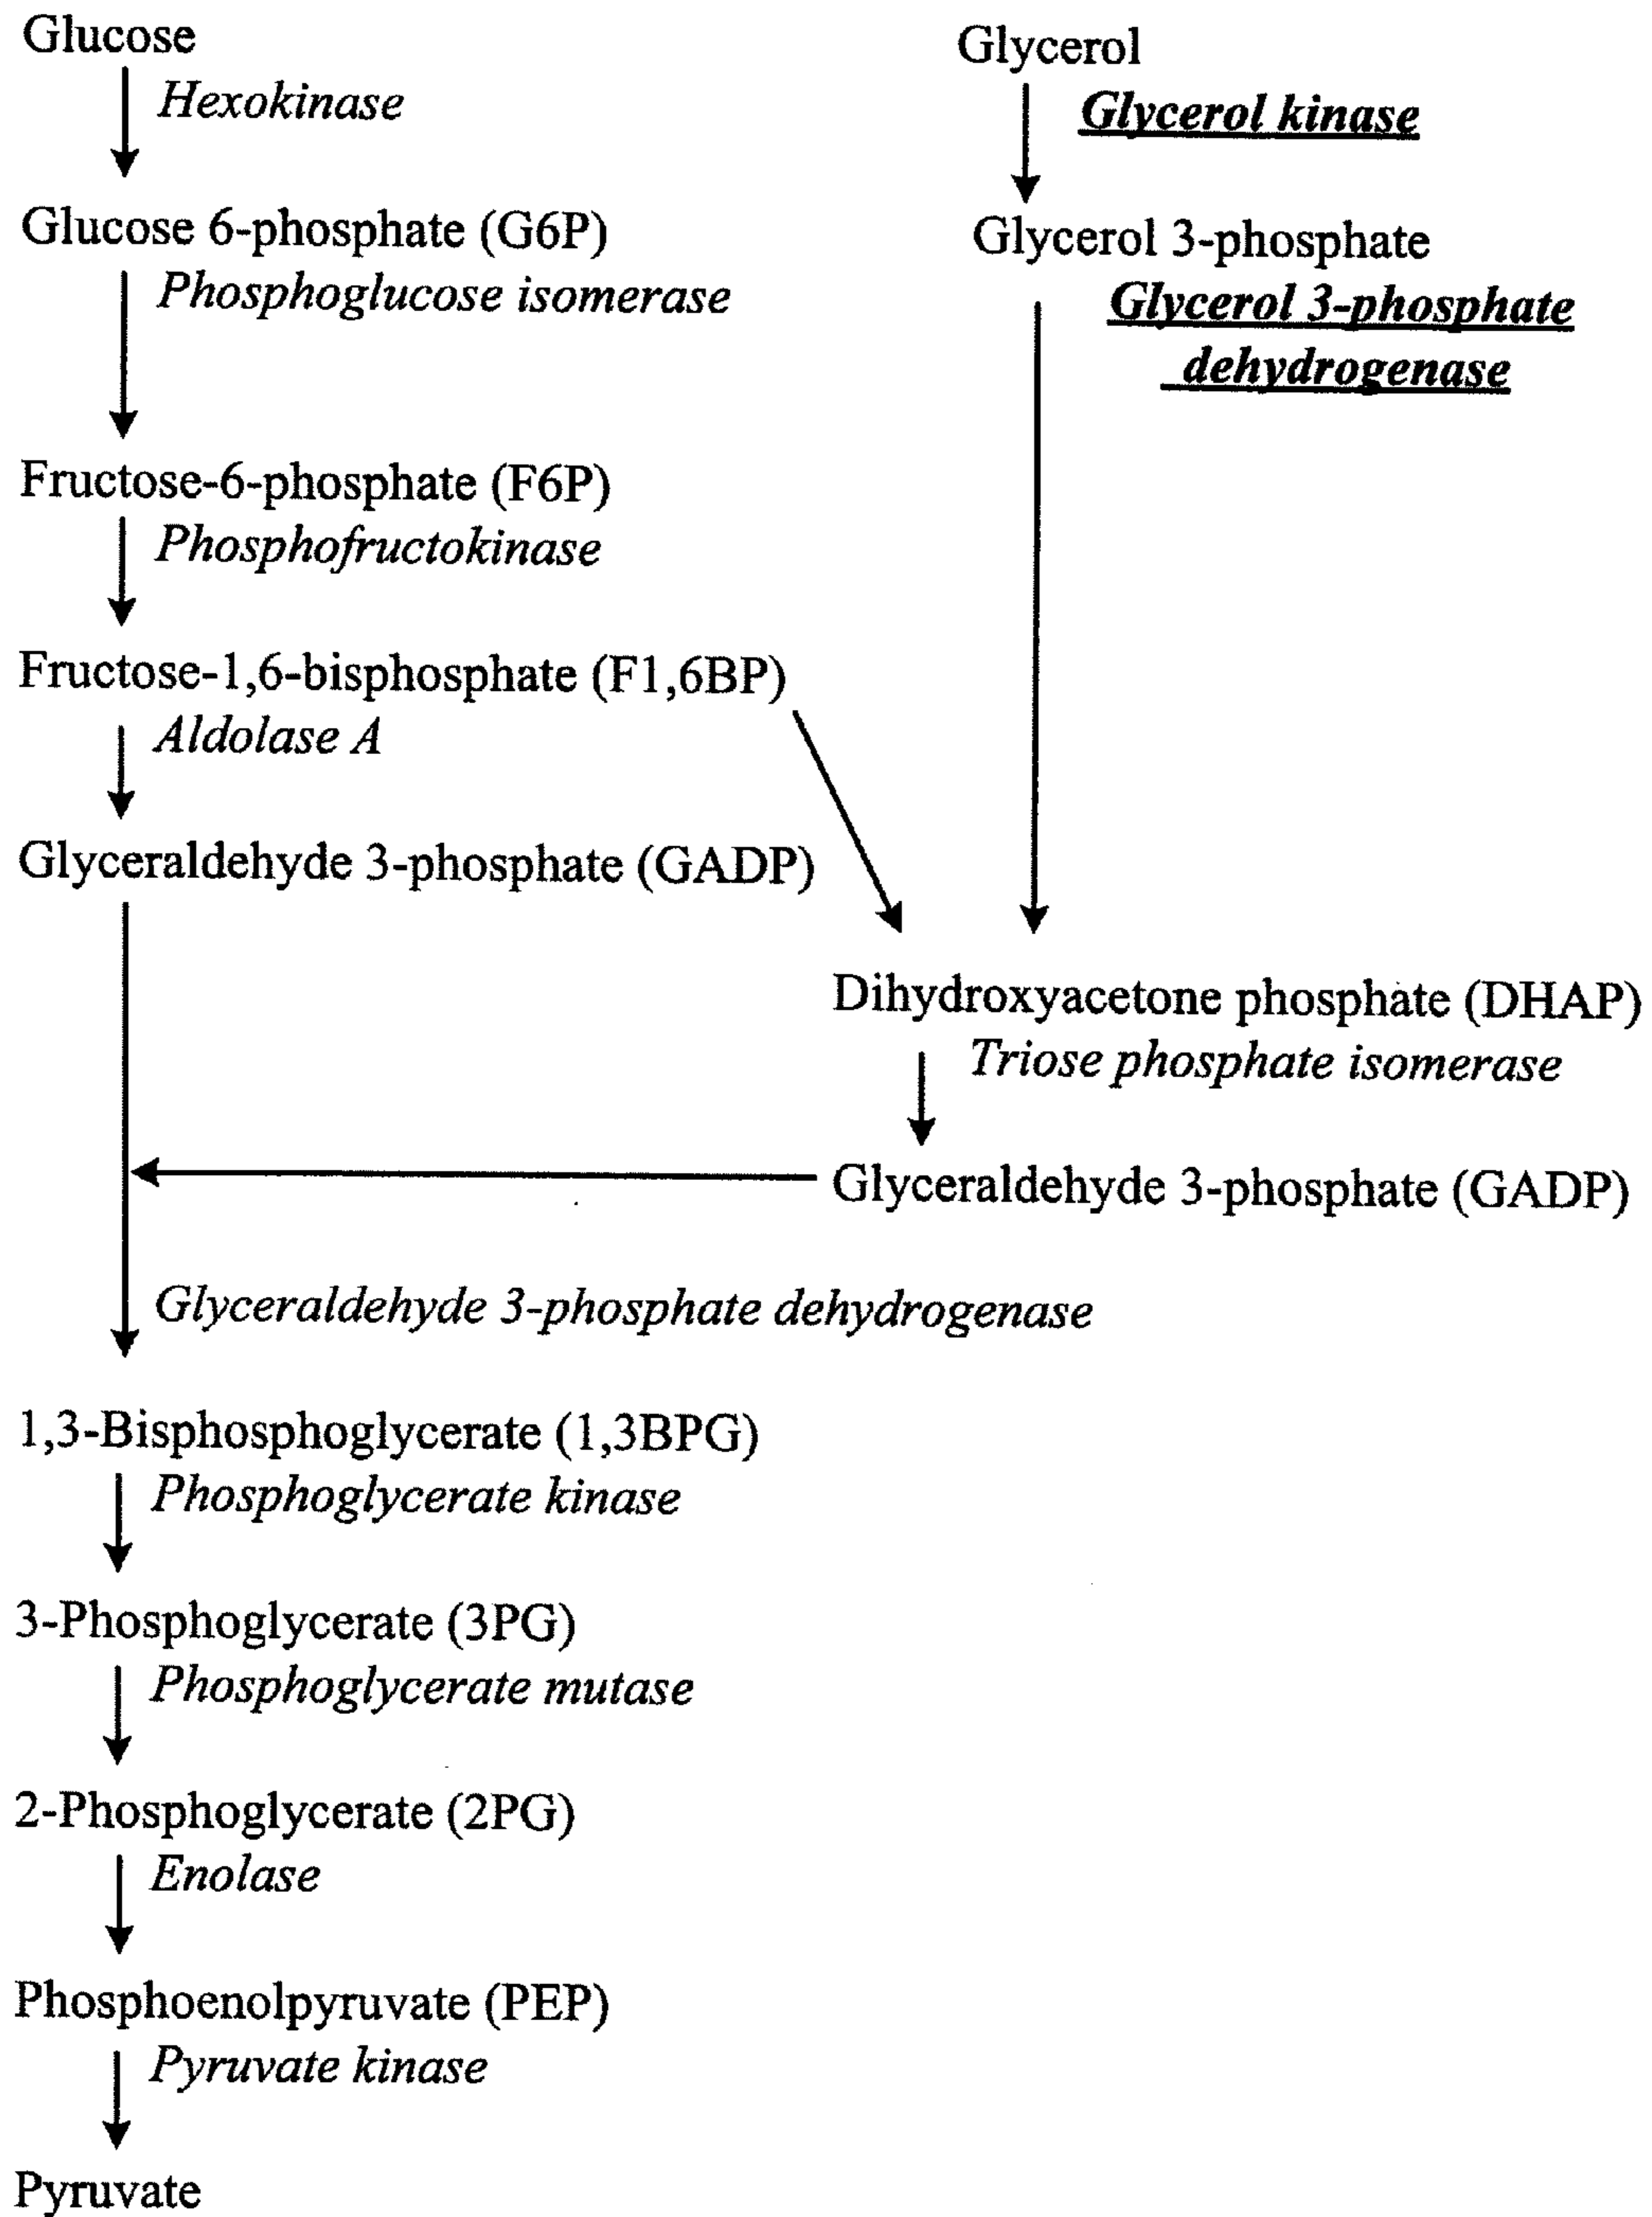 Glucose
Hexokinase
Glucose 6-phosphate (G6P)
Phosphoglucose isomerase
Fructose-6-phosphate (F6P)
Phosphofructokinase
Fructose-1,6-bisphosphate (F1,6BP)
Aldolase A
Glyceraldehyde 3-phosphate (GADP)
Glycerol
Glycerol kinase
Glycerol 3-phosphate
Glycerol 3-phosphate
dehydrogenase
Dihydroxyacetone phosphate (DHAP)
Triose phosphate isomerase
Glyceraldehyde 3-phosphate (GADP)
Glyceraldehyde 3-phosphate dehydrogenase
1,3-Bisphosphoglycerate (1,3BPG)
Phosphoglycerate kinase
3-Phosphoglycerate (3PG)
Phosphoglycerate mutase
2-Phosphoglycerate (2PG)
Enolase
Phosphoenolpyruvate (PEP)
Pyruvate kinase
Pyruvate